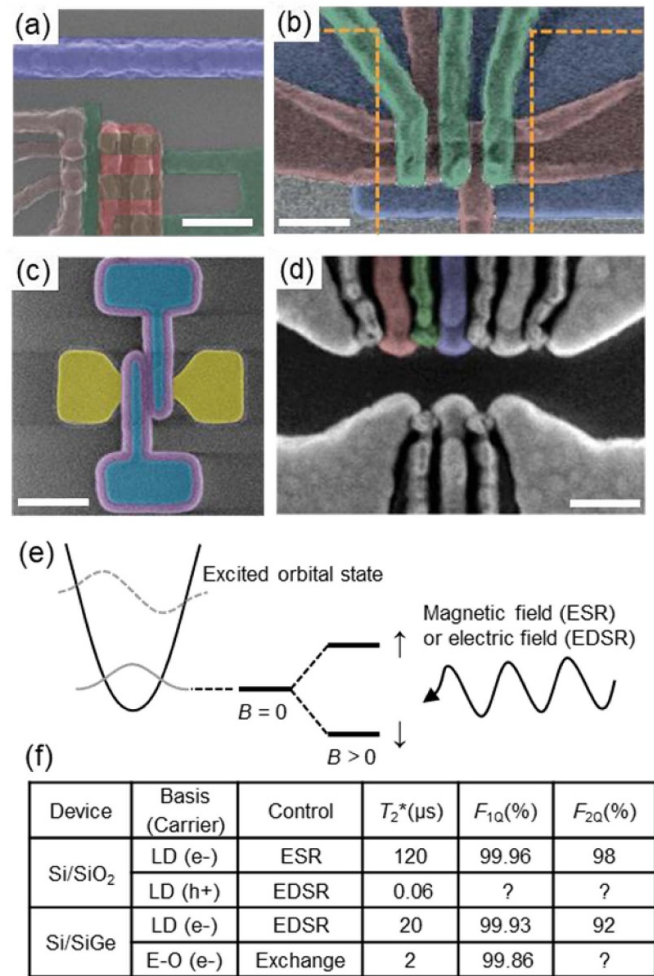 (a)
(b)
(c)
(d)
(e)
Excited orbital state
Magnetic field (ESR)
or electric field (EDSR)
B = 0
↑
B > 0
↓
(f)
Device Basis (Carrier) Control T₂*(μs) F₁Q(%) F₂Q(%)
Si/SiO₂ LD (e-) ESR 120 99.96 98
LD (h+) EDSR 0.06 ? ?
Si/SiGe LD (e-) EDSR 20 99.93 92
E-O (e-) Exchange 2 99.86 ?